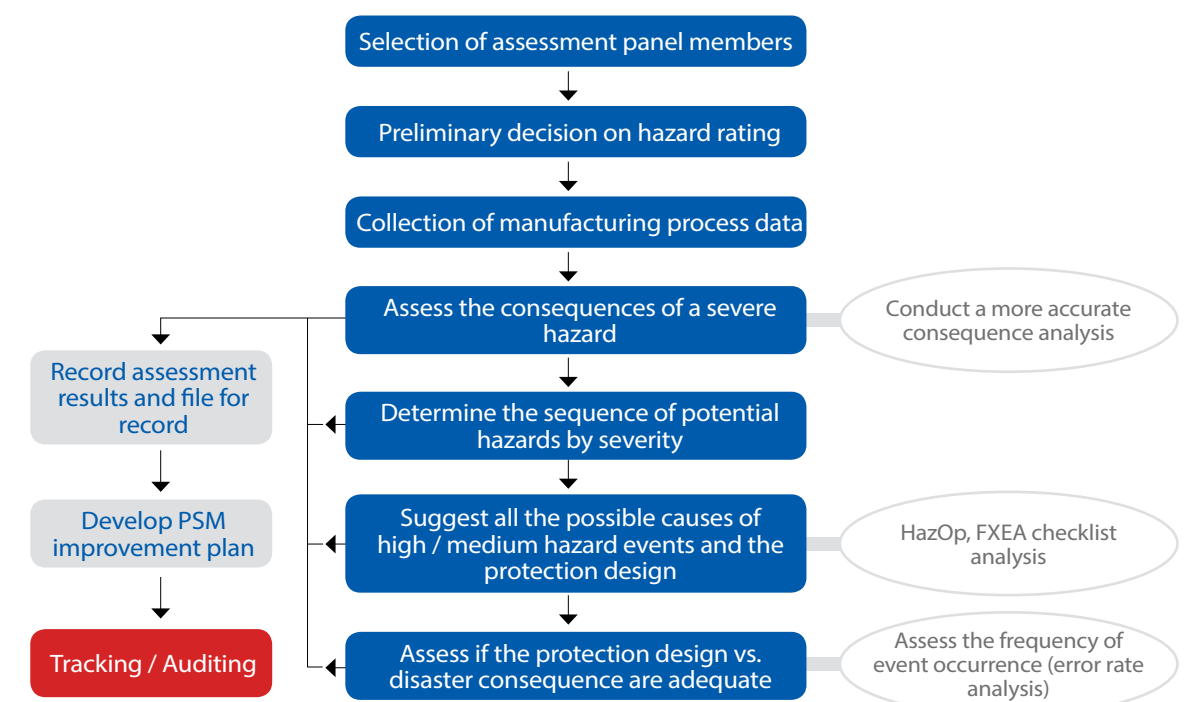 Selection of assessment panel members
Preliminary decision on hazard rating
Collection of manufacturing process data
Assess the consequences of a severe
hazard
Conduct a more accurate
consequence analysis
Record assessment
results and file for
record
Determine the sequence of potential
hazards by severity
Develop PSM
improvement plan
Suggest all the possible causes of
high / medium hazard events and the
protection design
HazOp, FXEA checklist
analysis
Tracking / Auditing
Assess if the protection design vs.
disaster consequence are adequate
Assess the frequency of
event occurrence (error rate
analysis)